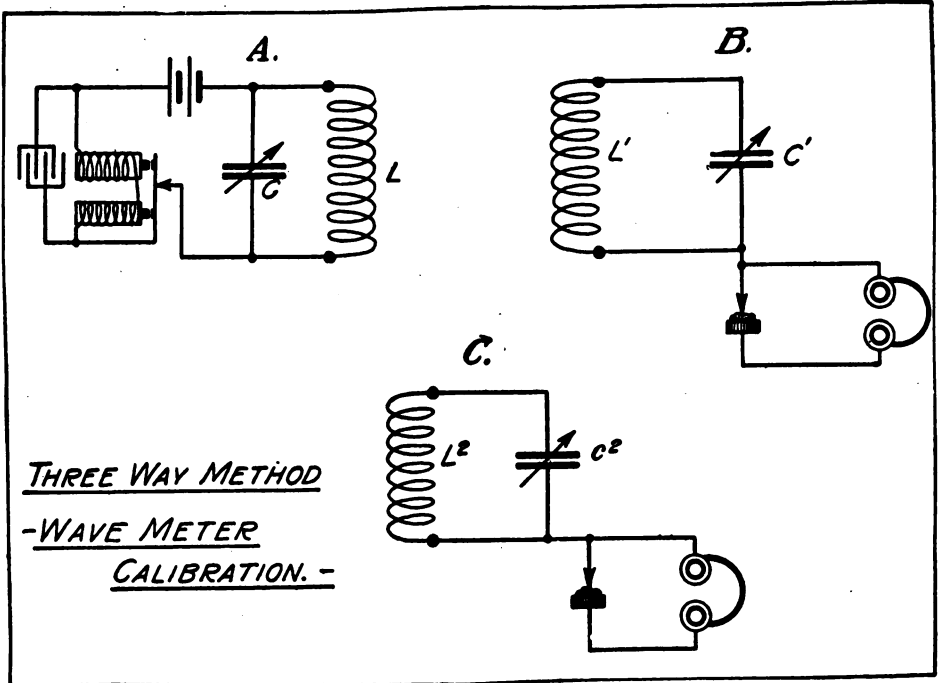 A.
B.
C
L
L'
C'
C.
L²
C²
THREE WAY METHOD
-WAVE METER
CALIBRATION.-